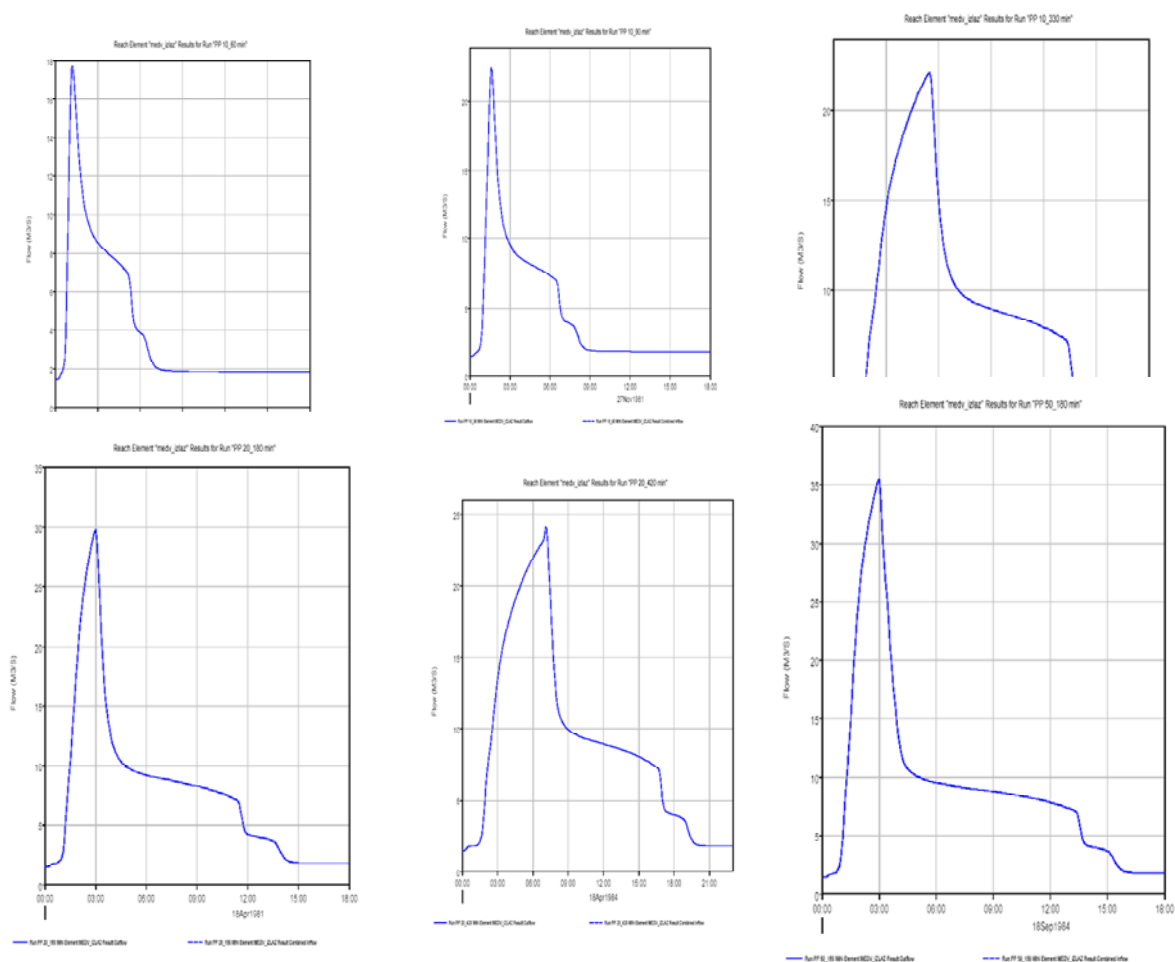 Reach Element "medv_izlaz" Results for Run "PP 10_60 min"
18
16
14
12
10
8
6
4
2
0
Flow (M3/S)
Reach Element "medv_izlaz" Results for Run "PP 10_90 min"
20
10
5
0
Flow (M3/S)
00:00 03:00 06:00 09:00 12:00 15:00 18:00
27Nov1981
Reach Element "medv_izlaz" Results for Run "PP 10_330 min"
20
15
10
Flow (M3/S)
Reach Element "medv_izlaz" Results for Run "PP 20_180 min"
35
30
25
20
15
10
5
0
Flow (M3/S)
00:00 03:00 06:00 09:00 12:00 15:00 18:00
18Apr1981
Reach Element "medv_izlaz" Results for Run "PP 20_420 min"
25
20
15
10
5
0
Flow (M3/S)
00:00 03:00 06:00 09:00 12:00 15:00 18:00 21:00
18Apr1984
Reach Element "medv_izlaz" Results for Run "PP 50_180 min"
40
35
30
25
20
15
10
5
0
Flow (M3/S)
00:00 03:00 06:00 09:00 12:00 15:00 18:00
18Sep1984